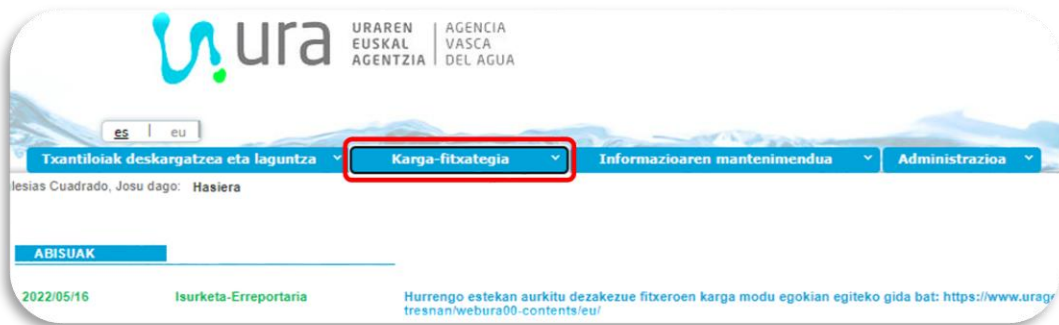 ura
URAREN EUSKAL AGENTZIA
AGENCIA VASCA DEL AGUA
es | eu
Txantiloiak deskargatzea eta laguntza Karga-fitxategia Informazioaren mantenimendua Administrazioa
lesias Cuadrado, Josu dago: Hasiera
ABISUAK
2022/05/16 Isurketa-Erreportaria Hurrengo estekan aurkitu dezakezue fitxeroen karga modu egokian egiteko gida bat: https://www.urag
tresnan/webura00-contents/eu/